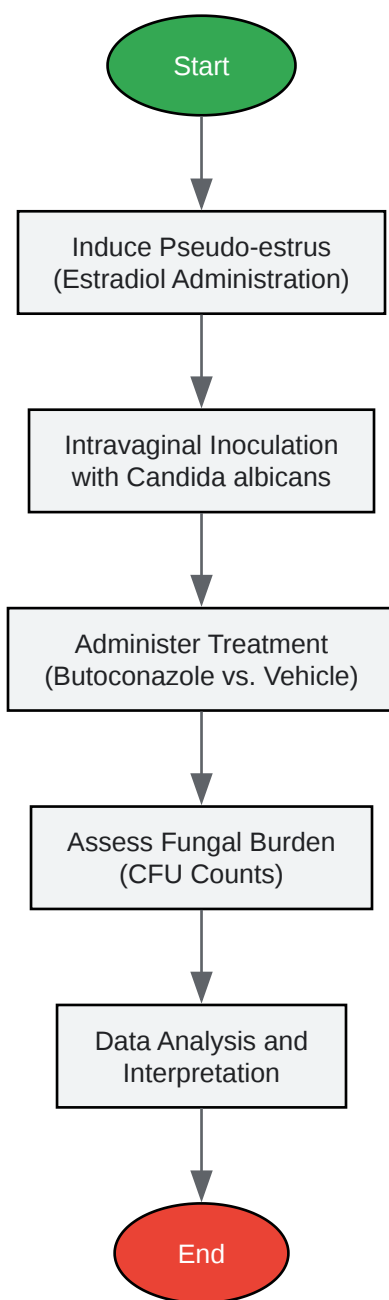 Start
Induce Pseudo-estrus
(Estradiol Administration)
Intravaginal Inoculation
with Candida albicans
Administer Treatment
(Butoconazole vs. Vehicle)
Assess Fungal Burden
(CFU Counts)
Data Analysis and
Interpretation
End